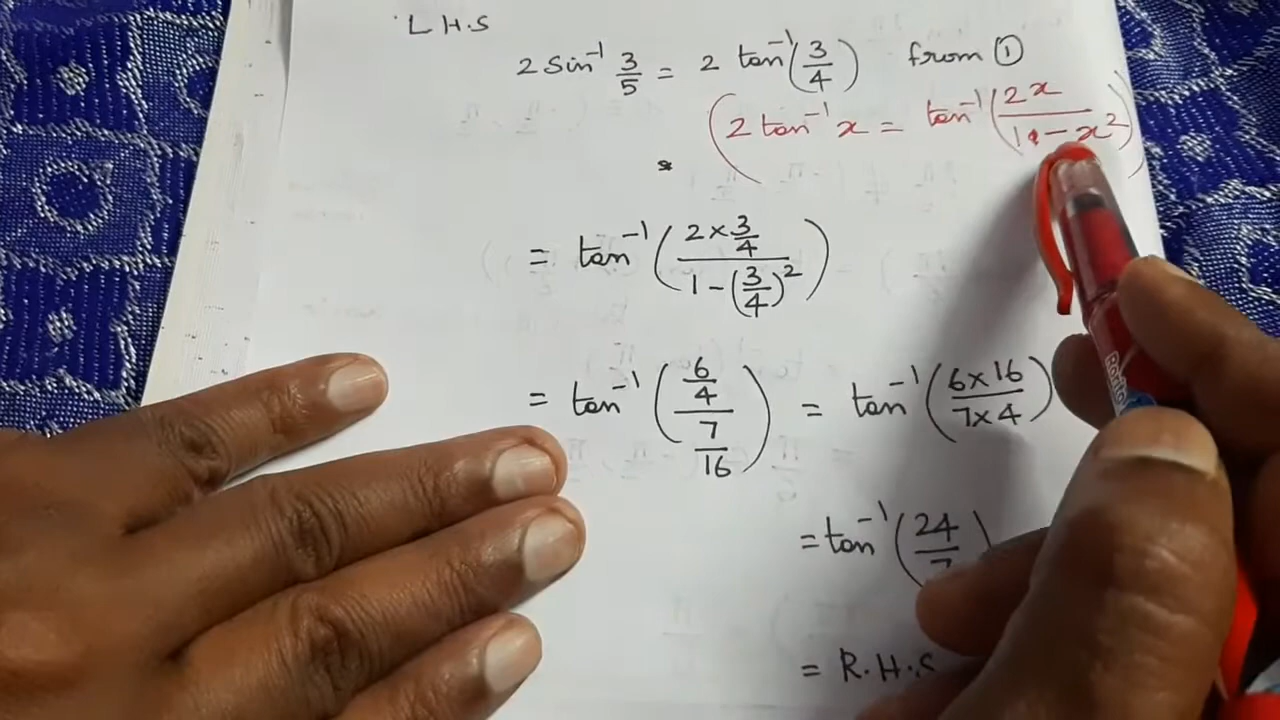 L.H.S
2 Sin⁻¹ 3/5 = 2 tan⁻¹(3/4) from ①
(2 tan⁻¹ x = tan⁻¹(2x/1-x²))
= tan⁻¹(2×3/4 / 1-(3/4)²)
= tan⁻¹(6/4 / 7/16) = tan⁻¹(6×16/7×4)
= tan⁻¹(24/7)
= R.H.S
Rorito